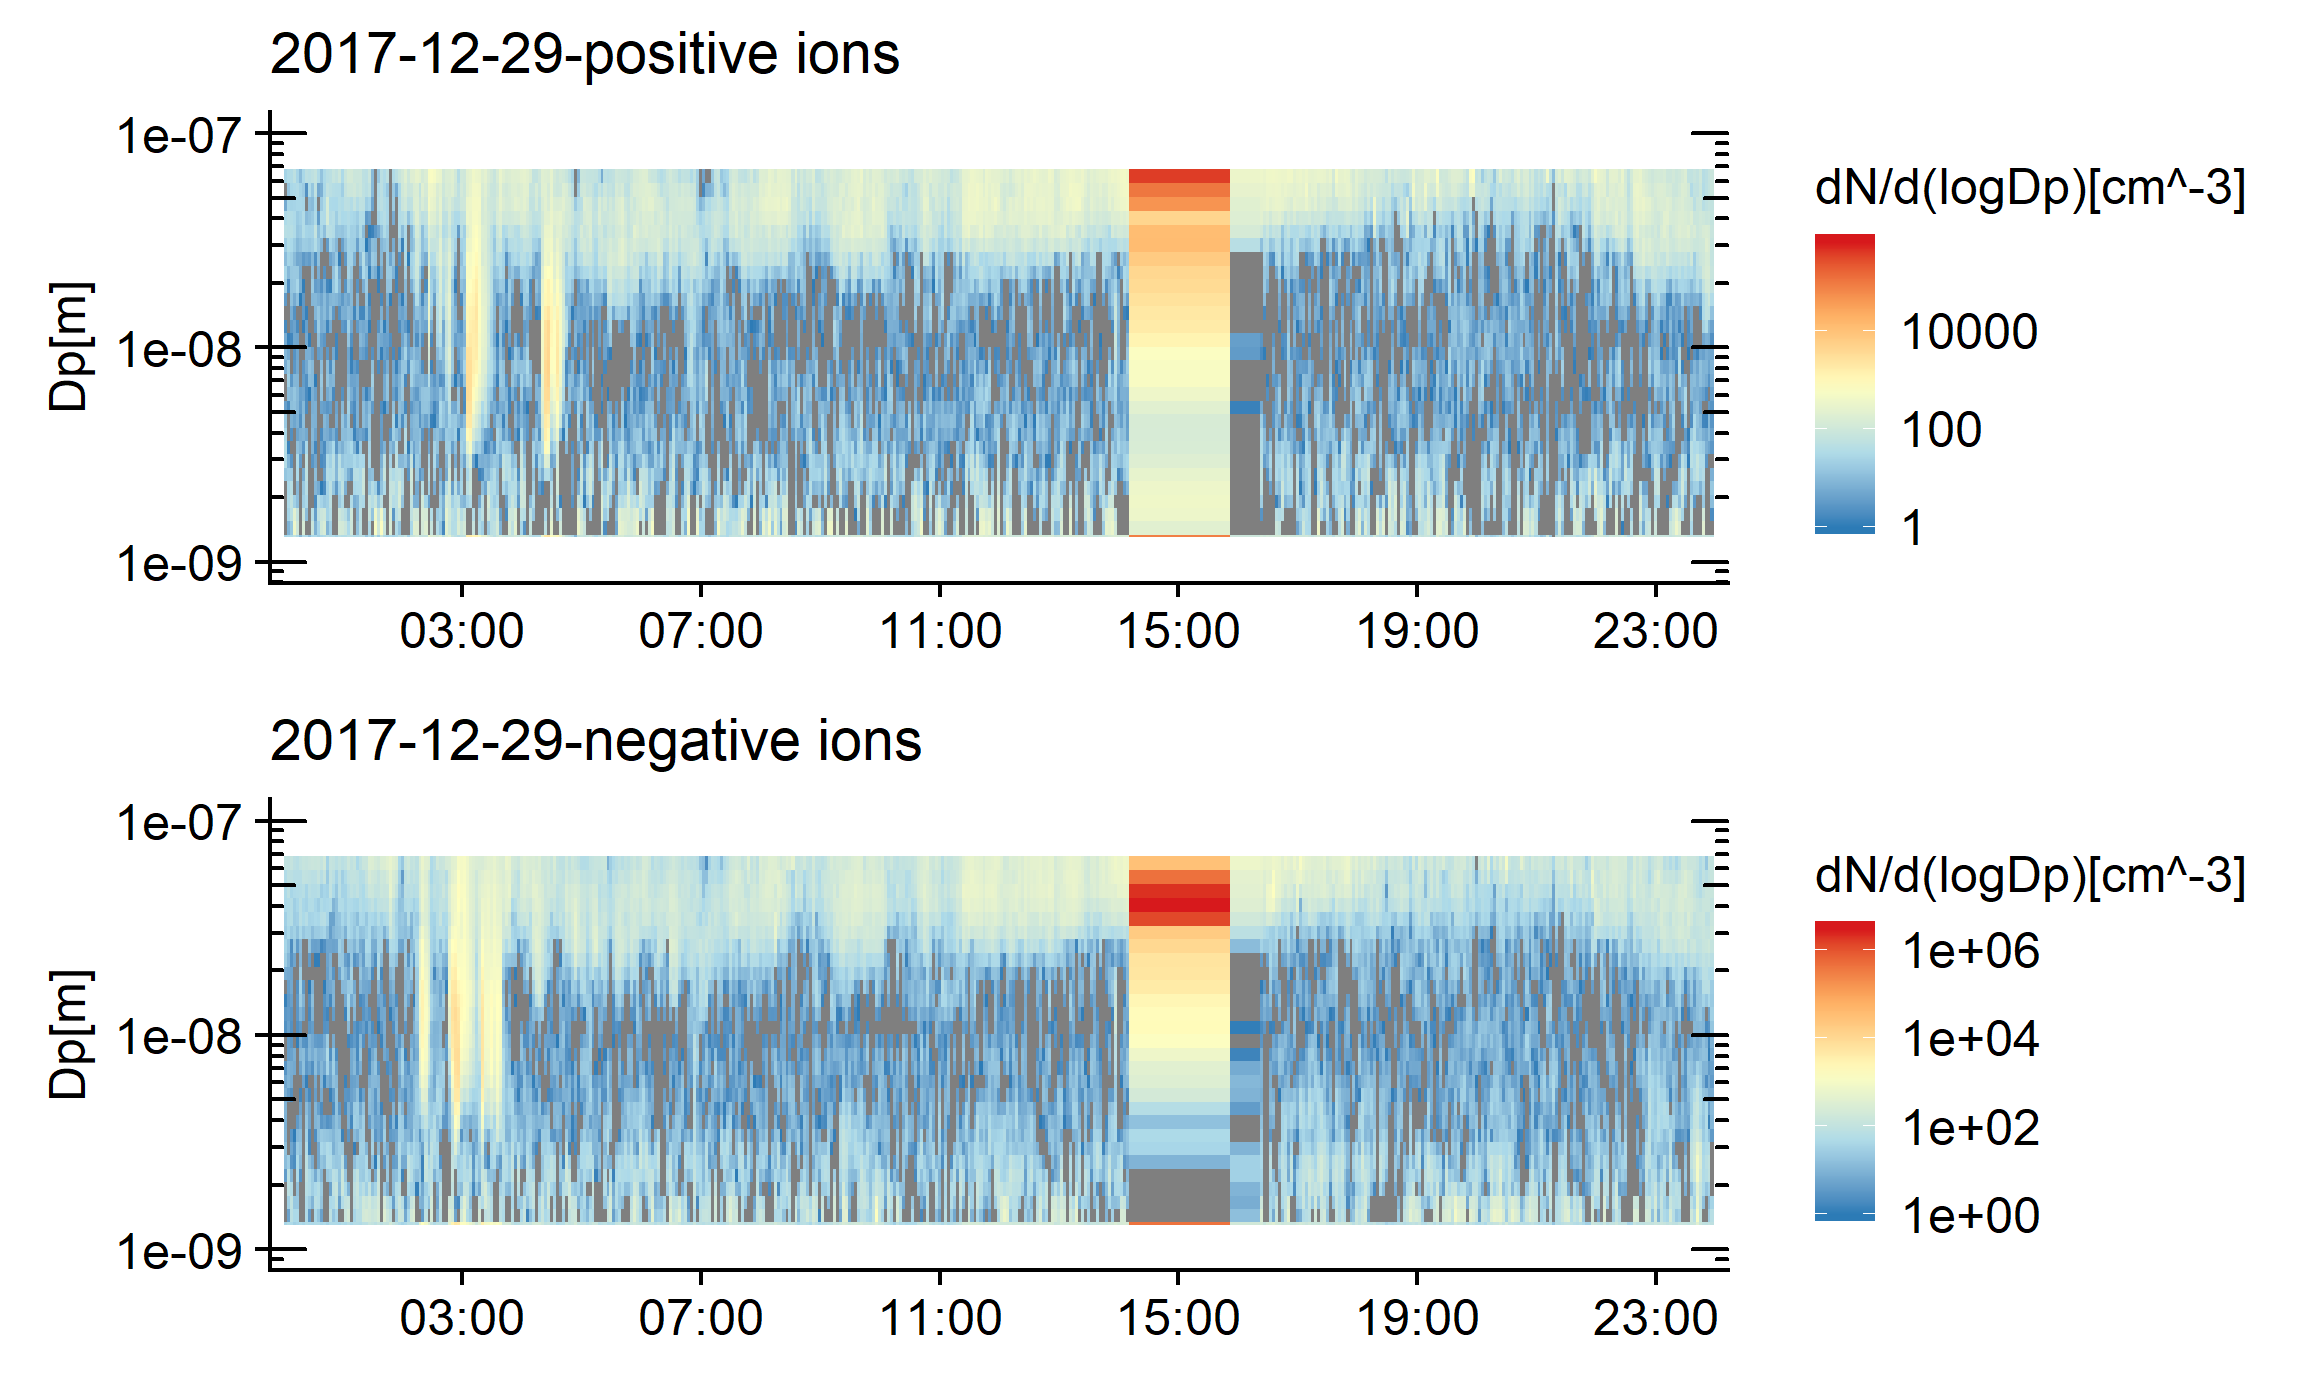 2017-12-29-positive ions
dN/d(logDp)[cm^-3]
1e-07
1e-08
1e-09
Dp[m]
10000
100
1
03:00 07:00 11:00 15:00 19:00 23:00
2017-12-29-negative ions
dN/d(logDp)[cm^-3]
1e-07
1e-08
1e-09
Dp[m]
1e+06
1e+04
1e+02
1e+00
03:00 07:00 11:00 15:00 19:00 23:00